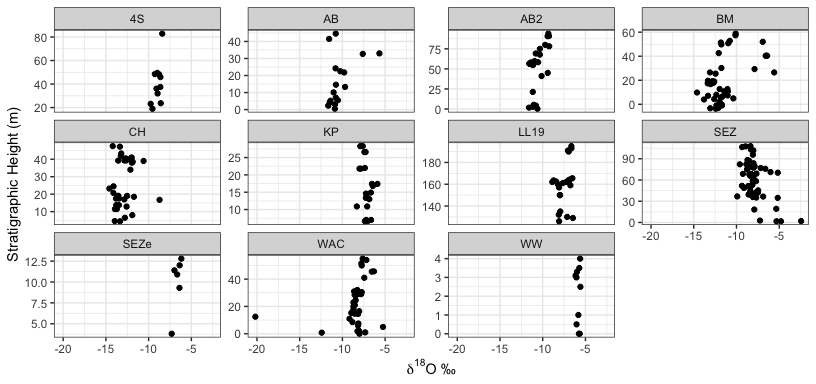 4S AB AB2 BM
80 60 40 20
40 30 20 10 0
75 50 25 0
60 40 20 0
CH KP LL19 SEZ
40 30 20 10
25 20 15 10
180 160 140
90 60 30 0
SEZe WAC WW
12.5 10.0 7.5 5.0
40 20 0
4 3 2 1 0
-20 -15 -10 -5
-20 -15 -10 -5
-20 -15 -10 -5
-20 -15 -10 -5
Stratigraphic Height (m)
δ¹⁸O ‰